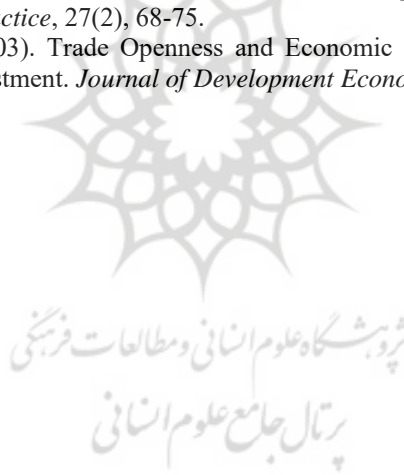 actice, 27(2), 68-75.
03). Trade Openness and Economic
stment. Journal of Development Econo
پژوهشگاه علوم انسانی و مطالعات فرهنگی
پرتال جامع علوم انسانی